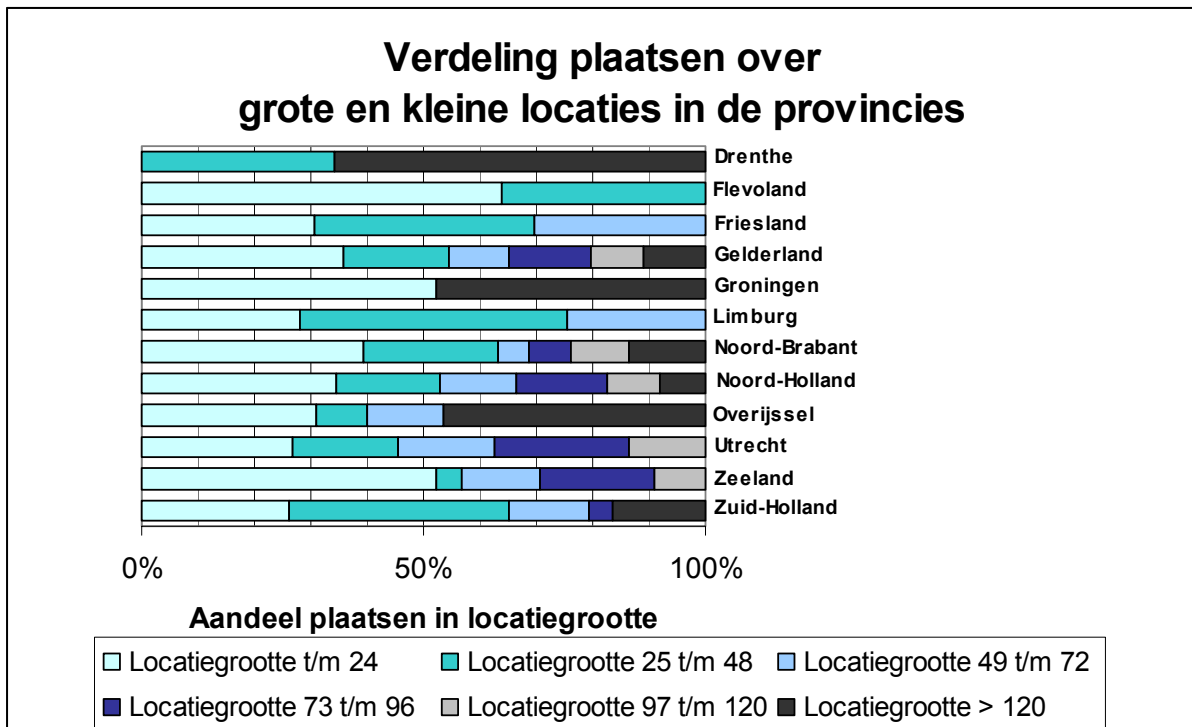 Verdeling plaatsen over
grote en kleine locaties in de provincies
Drenthe
Flevoland
Friesland
Gelderland
Groningen
Limburg
Noord-Brabant
Noord-Holland
Overijssel
Utrecht
Zeeland
Zuid-Holland
0% 50% 100%
Aandeel plaatsen in locatiegrootte
Locatiegrootte t/m 24 Locatiegrootte 25 t/m 48 Locatiegrootte 49 t/m 72
Locatiegrootte 73 t/m 96 Locatiegrootte 97 t/m 120 Locatiegrootte > 120